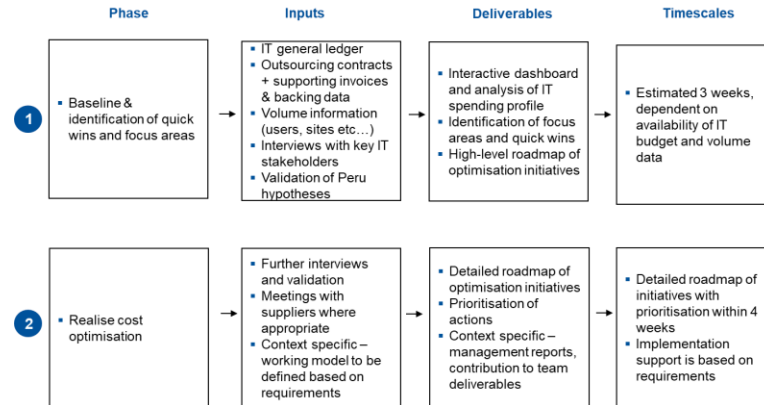 Phase
Inputs
Deliverables
Timescales
1
▪ Baseline &
identification of quick
wins and focus areas
▪ IT general ledger
▪ Outsourcing contracts
+ supporting invoices
& backing data
▪ Volume information
(users, sites etc…)
▪ Interviews with key IT
stakeholders
▪ Validation of Peru
hypotheses
▪ Interactive dashboard
and analysis of IT
spending profile
▪ Identification of focus
areas and quick wins
▪ High-level roadmap of
optimisation initiatives
▪ Estimated 3 weeks,
dependent on
availability of IT
budget and volume
data
2
▪ Realise cost
optimisation
▪ Further interviews
and validation
▪ Meetings with
suppliers where
appropriate
▪ Context specific –
working model to be
defined based on
requirements
▪ Detailed roadmap of
optimisation initiatives
▪ Prioritisation of
actions
▪ Context specific –
management reports,
contribution to team
deliverables
▪ Detailed roadmap of
initiatives with
prioritisation within 4
weeks
▪ Implementation
support is based on
requirements